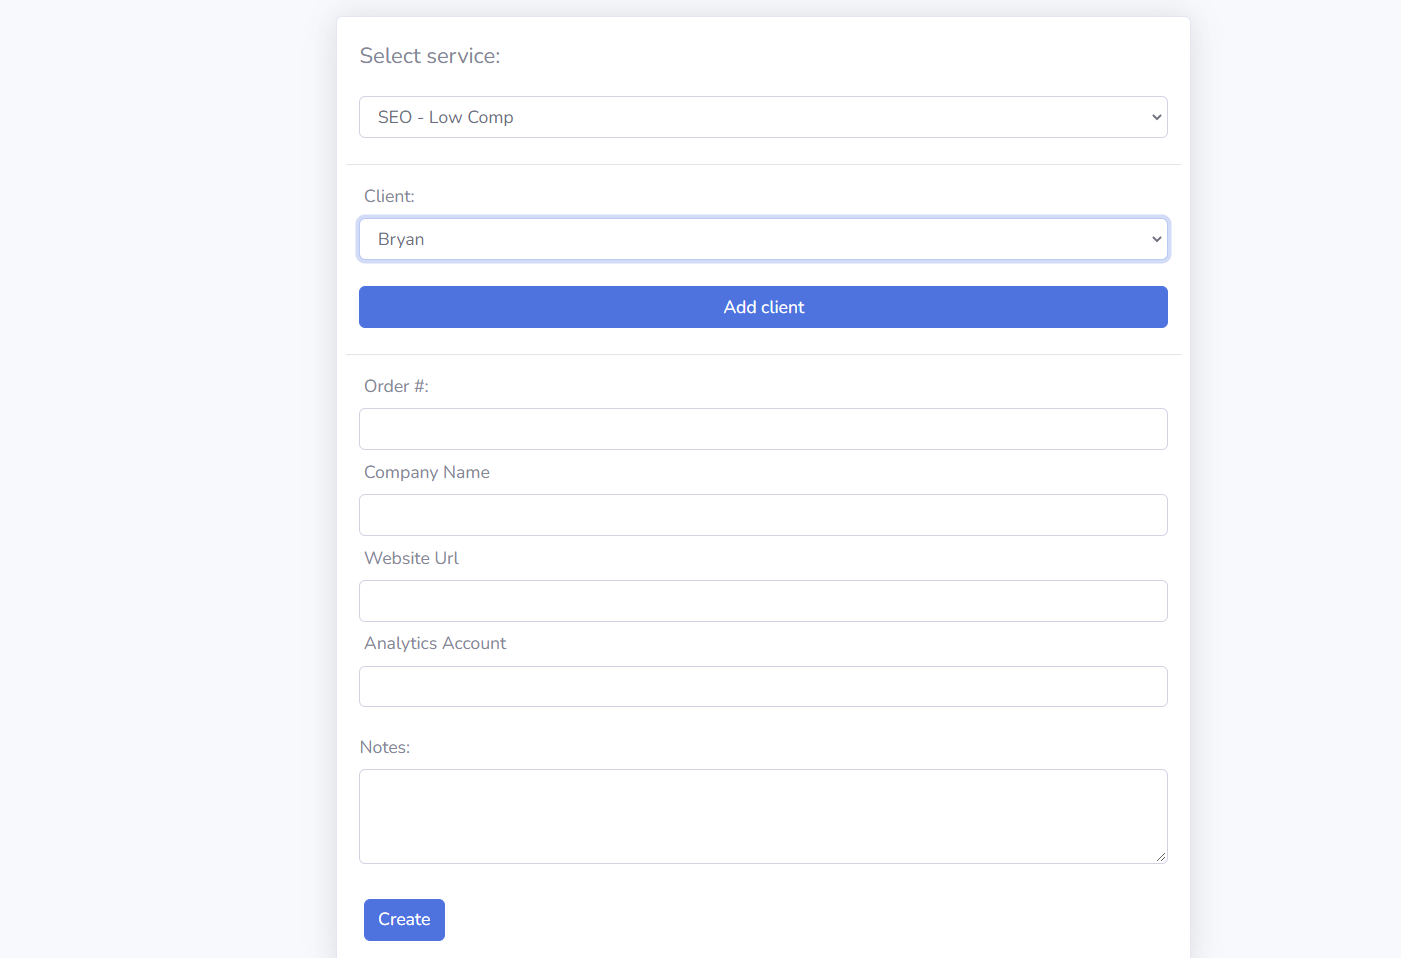 Select service:
SEO - Low Comp
Client:
Bryan
Add client
Order #:
Company Name
Website Url
Analytics Account
Notes:
Create